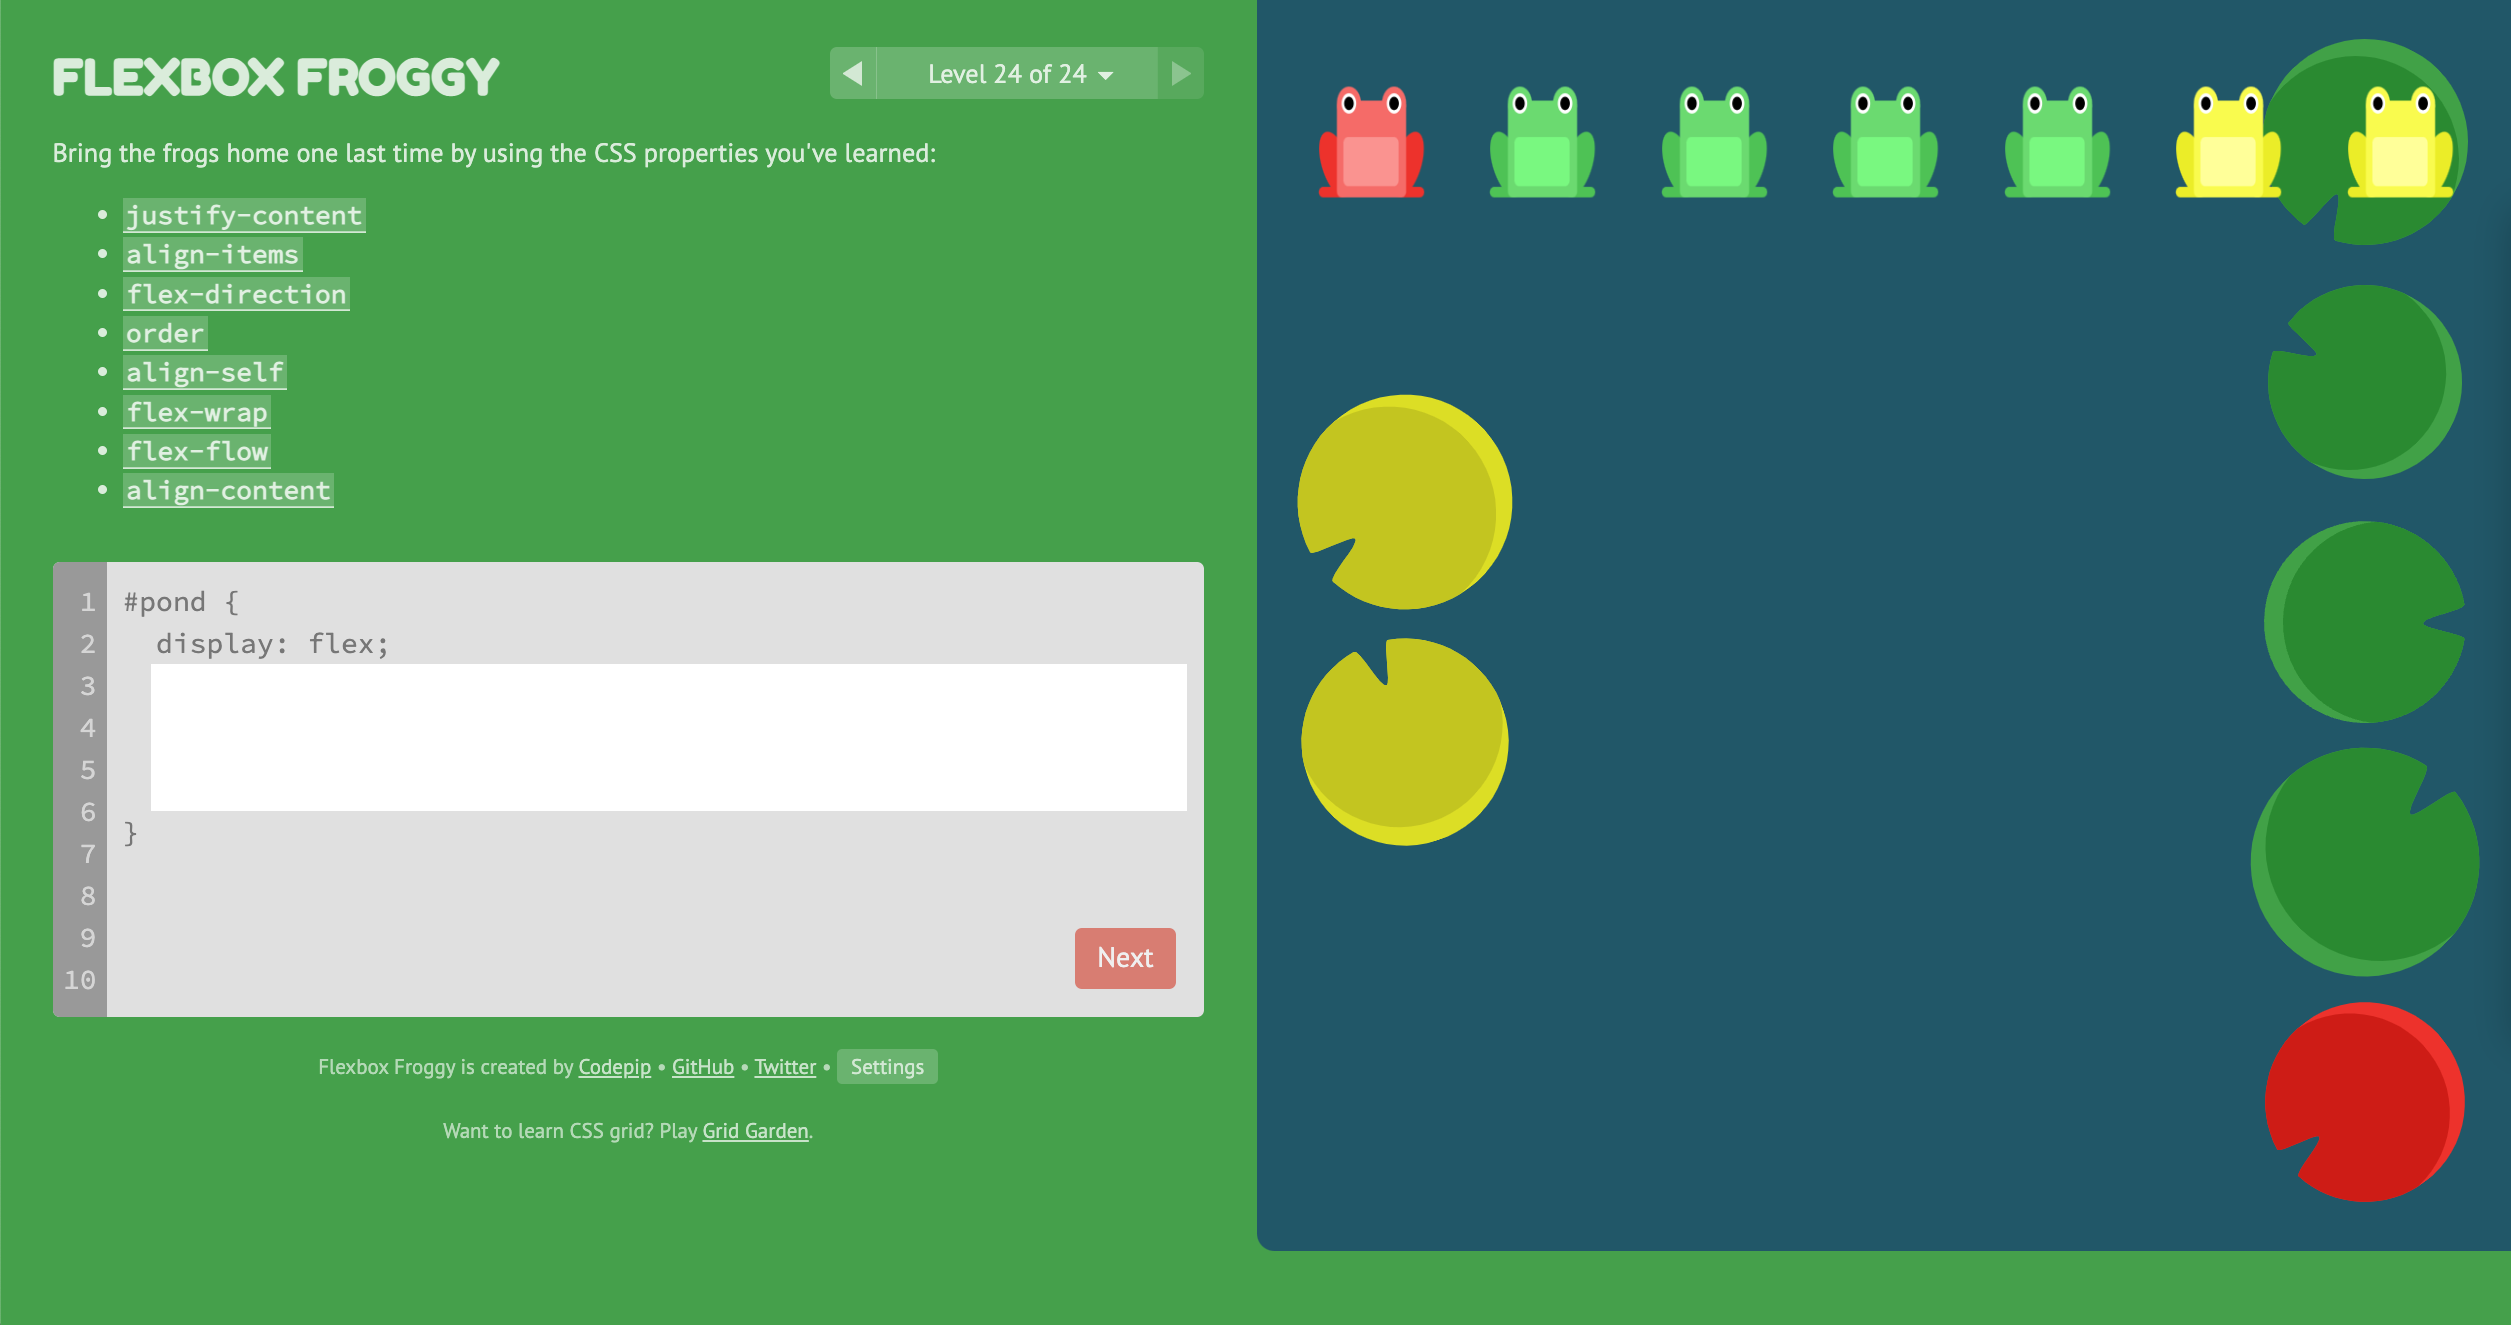 FLEXBOX FROGGY
Level 24 of 24
Bring the frogs home one last time by using the CSS properties you've learned:
justify-content
align-items
flex-direction
order
align-self
flex-wrap
flex-flow
align-content
1 #pond {
2 display: flex;
3
4
5
6
}
7
8
9
Next
10
Flexbox Froggy is created by Codepip • GitHub • Twitter • Settings
Want to learn CSS grid? Play Grid Garden.